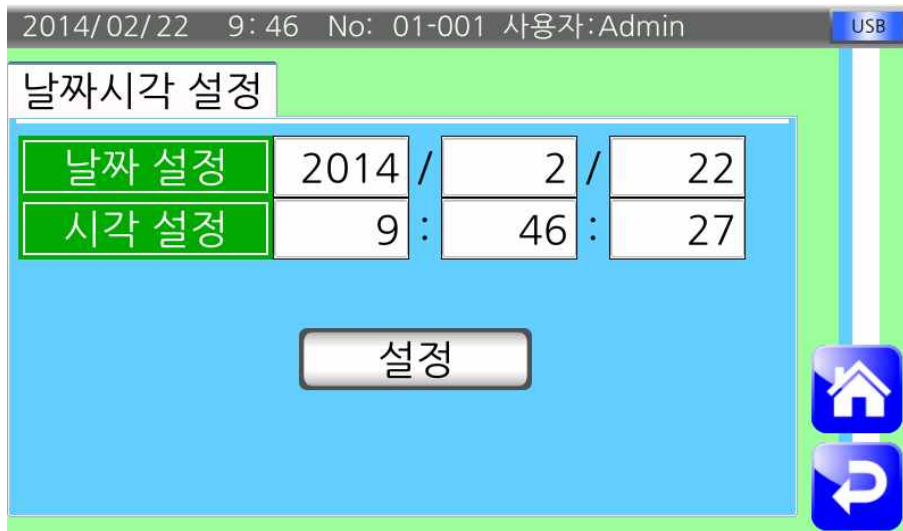 2014/02/22 9:46 No: 01-001 사용자:Admin USB
날짜시각 설정
날짜 설정 2014 / 2 / 22
시각 설정 9 : 46 : 27
설정